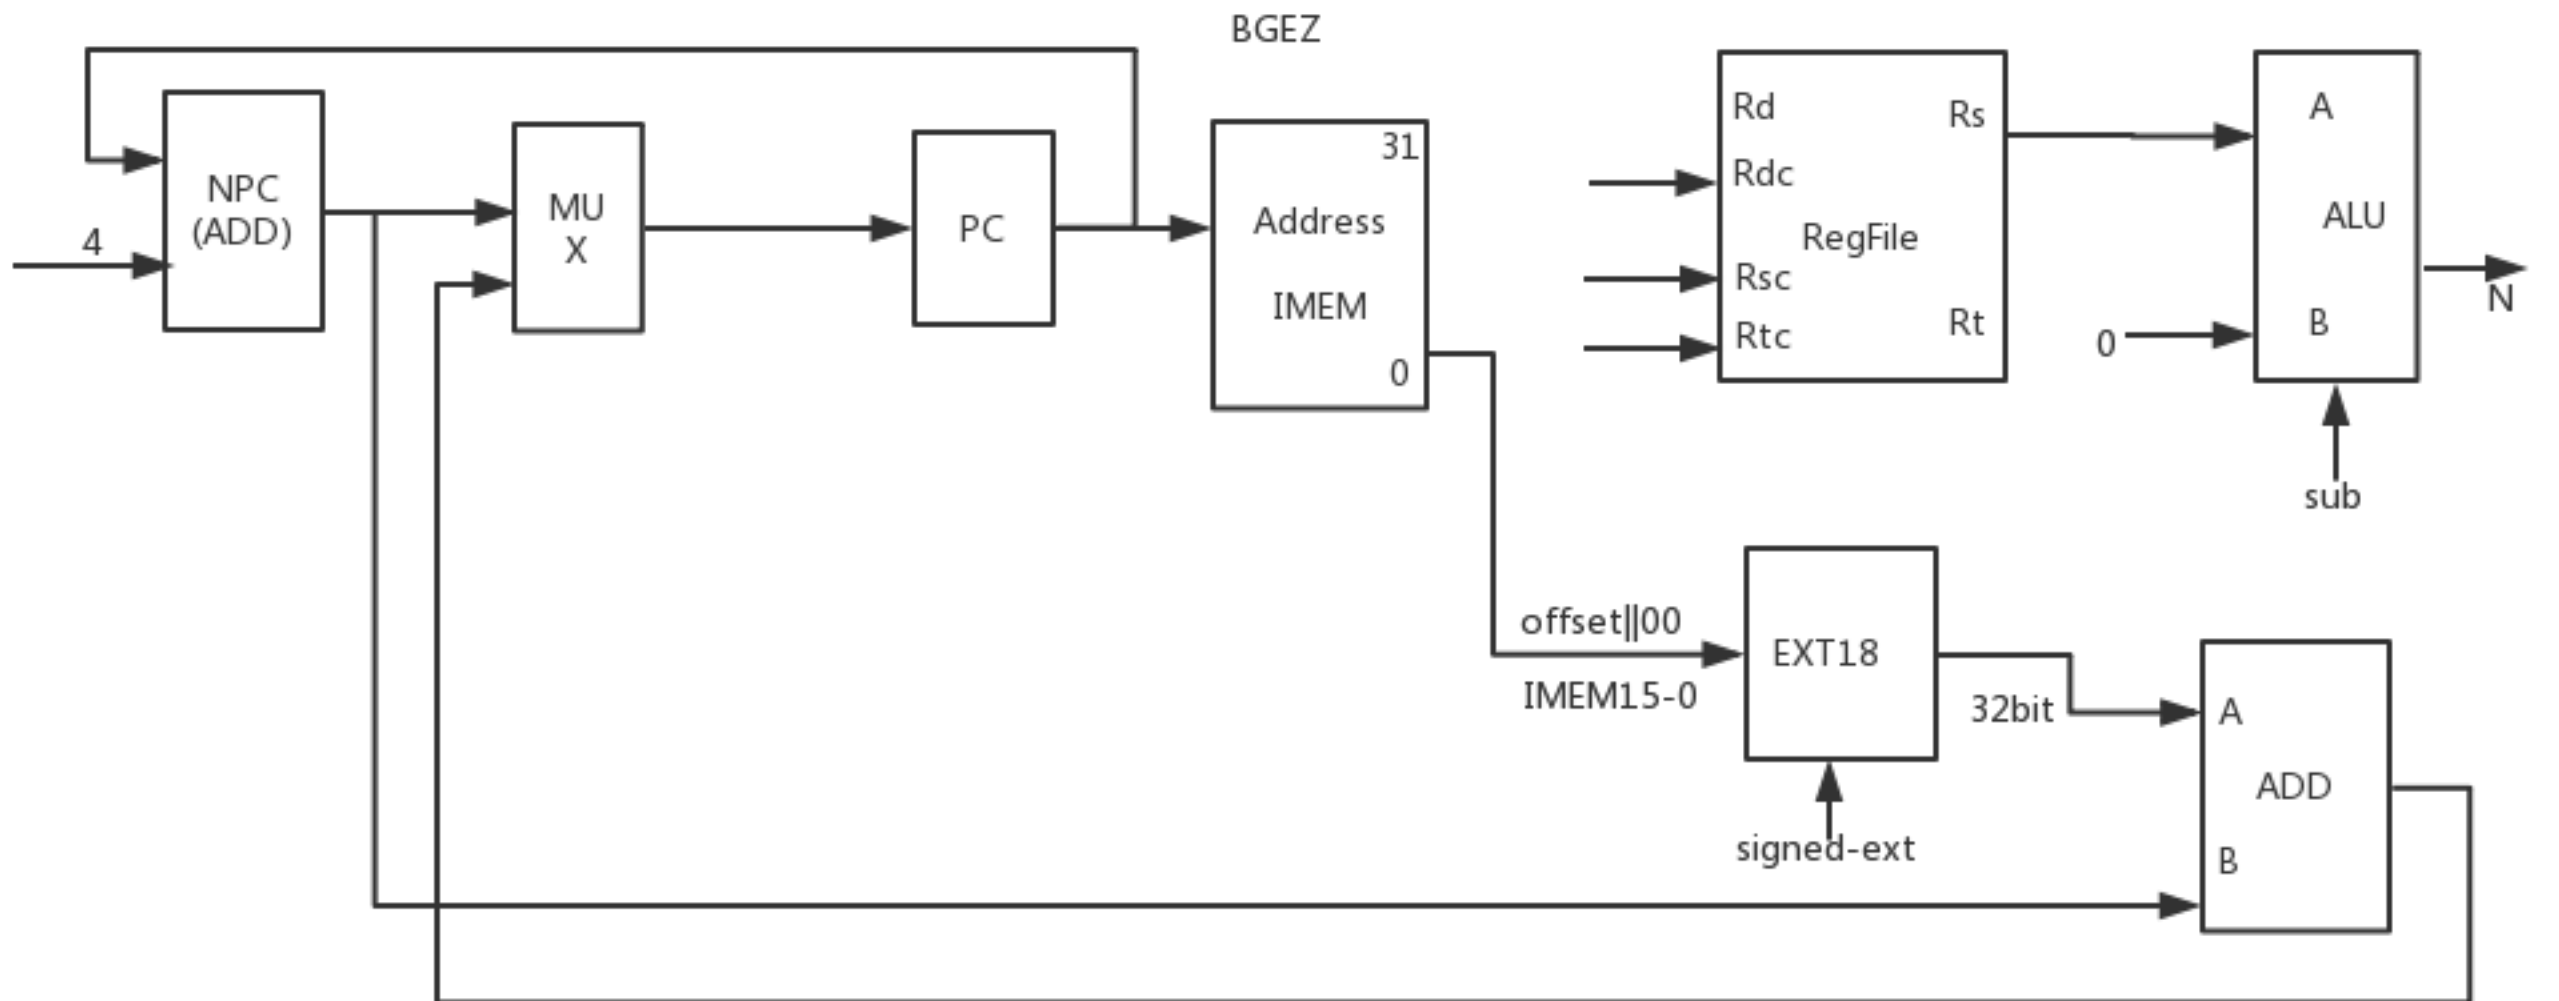 BGEZ
NPC
(ADD)
4
MU
X
PC
31
Address
IMEM
0
Rd
Rs
Rdc
RegFile
Rsc
Rtc
Rt
A
ALU
B
0
N
sub
offset||00
IMEM15-0
EXT18
signed-ext
32bit
A
ADD
B